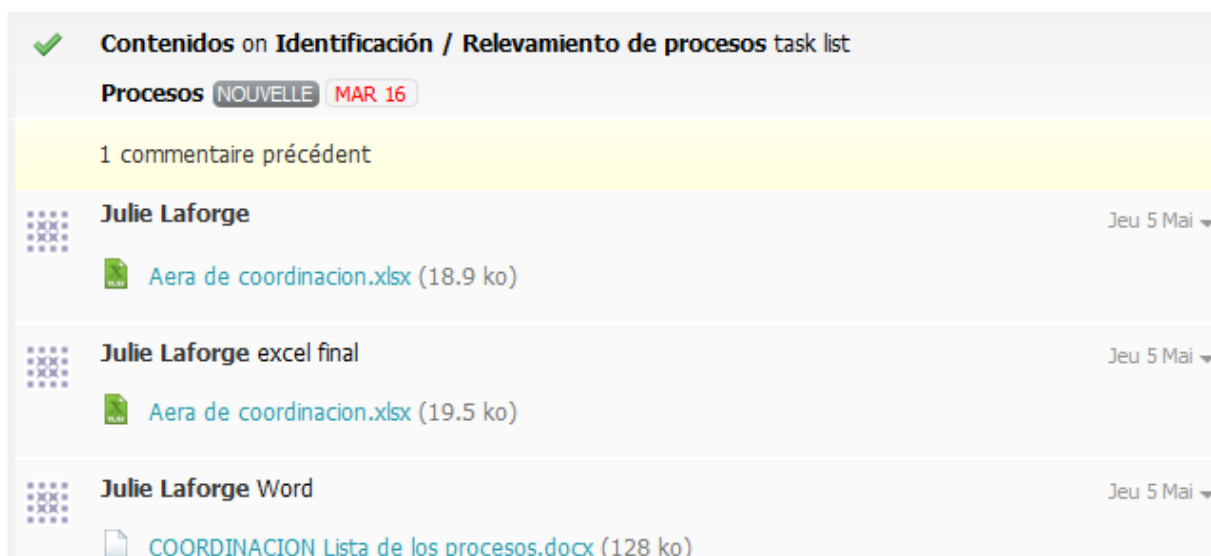 Contenidos on Identificación / Relevamiento de procesos task list
Procesos NOUVELLE MAR 16
1 commentaire précédent
Julie Laforge Jeu 5 Mai
Aera de coordinacion.xlsx (18.9 ko)
Julie Laforge excel final Jeu 5 Mai
Aera de coordinacion.xlsx (19.5 ko)
Julie Laforge Word Jeu 5 Mai
COORDINACION Lista de los procesos.docx (128 ko)